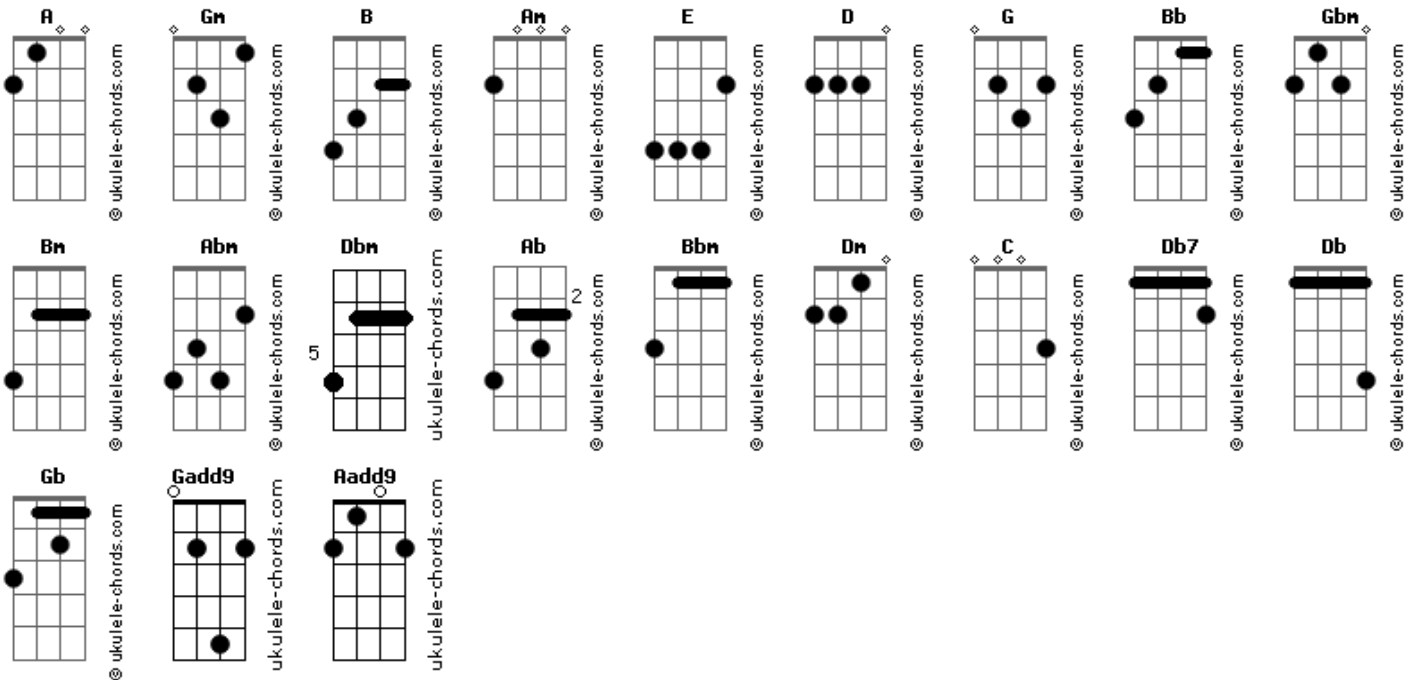 A Gm B Am E D G Bb Gbm
© ukulele-chords.com © ukulele-chords.com © ukulele-chords.com © ukulele-chords.com © ukulele-chords.com © ukulele-chords.com © ukulele-chords.com © ukulele-chords.com © ukulele-chords.com
Bm Abm Dbm Ab Bbm Dm C Db7 Db
2
5
© ukulele-chords.com © ukulele-chords.com ukulele-chords.com © ukulele-chords.com © ukulele-chords.com © ukulele-chords.com © ukulele-chords.com © ukulele-chords.com © ukulele-chords.com
Gb Gadd9 Aadd9
© ukulele-chords.com ukulele-chords.com ukulele-chords.com